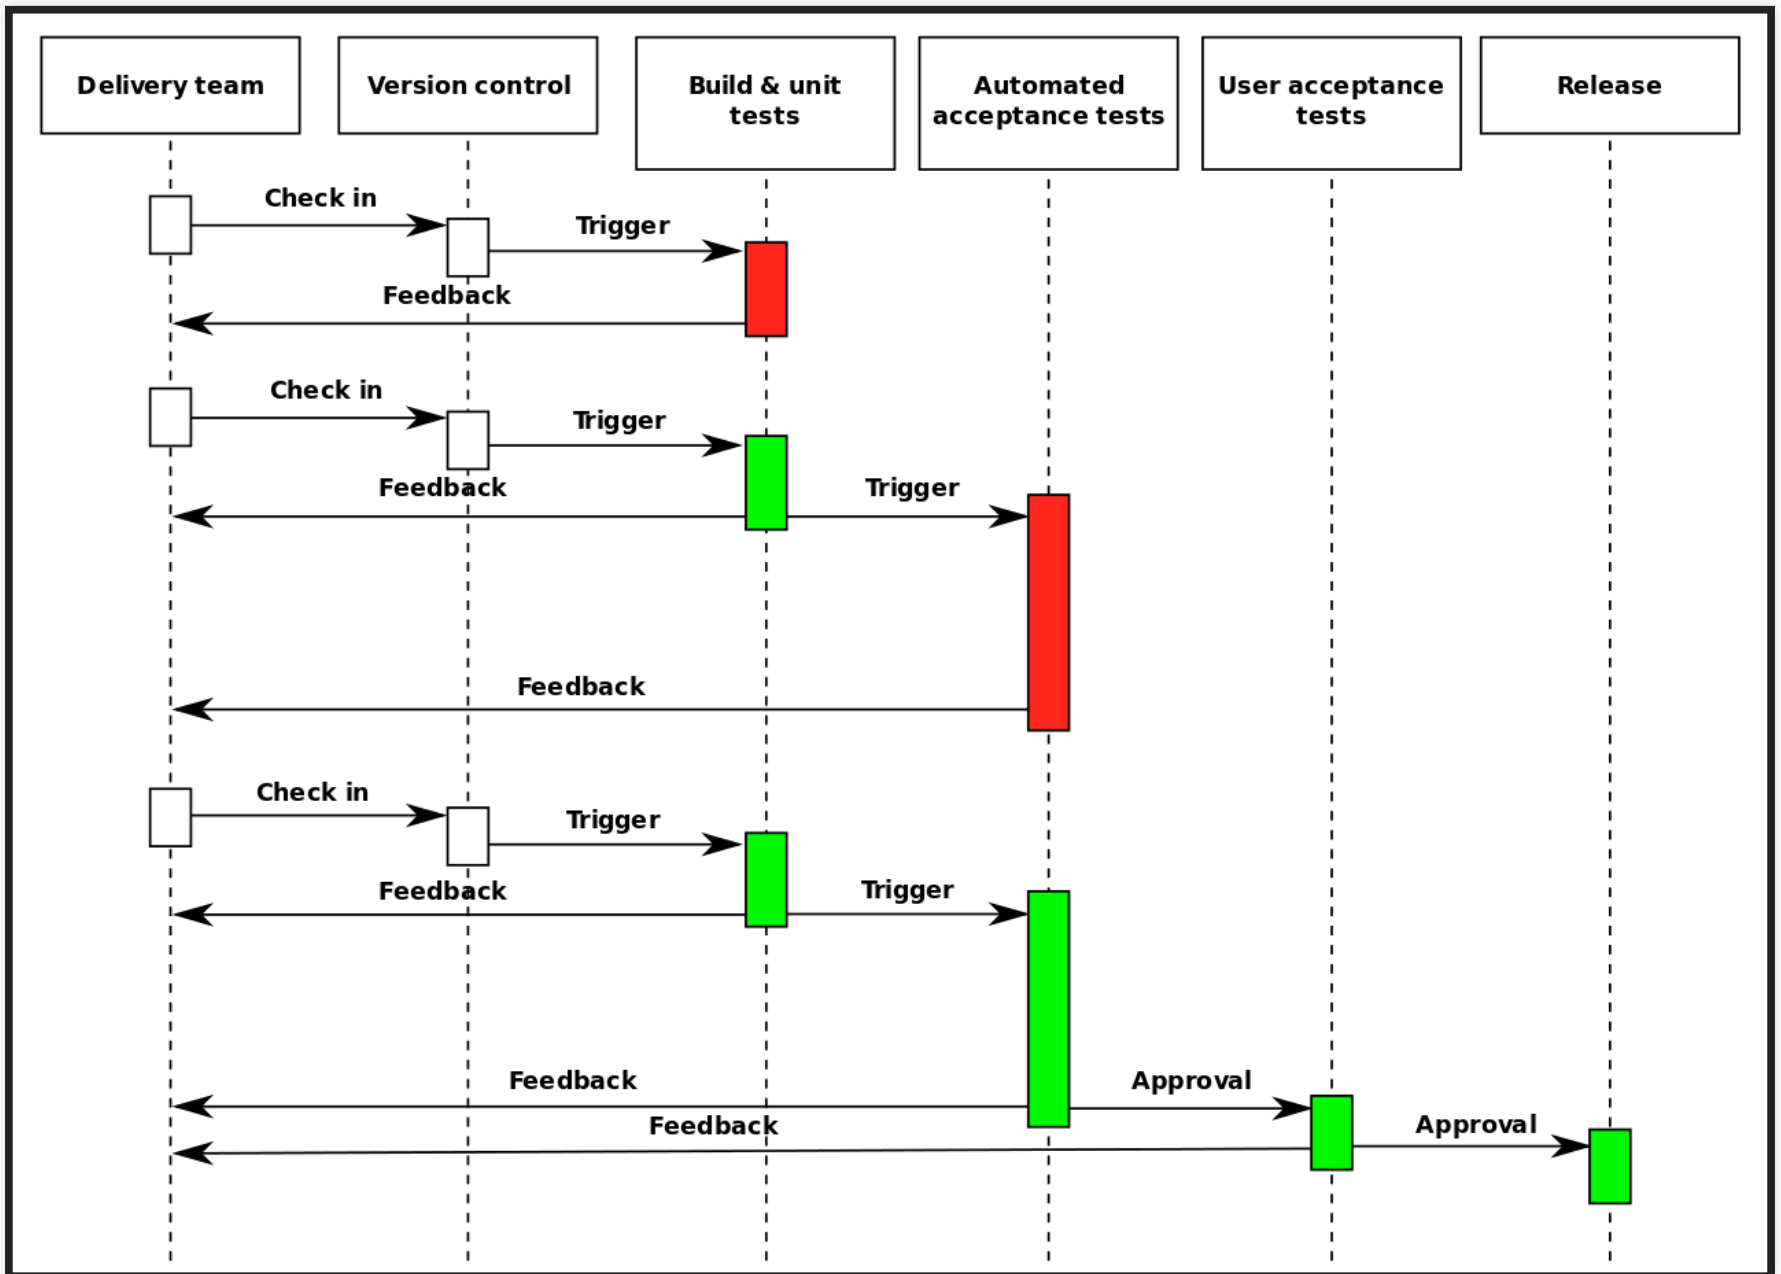 Delivery team
Version control
Build & unit
tests
Automated
acceptance tests
User acceptance
tests
Release
Check in
Trigger
Feedback
Check in
Trigger
Feedback
Trigger
Feedback
Check in
Trigger
Feedback
Trigger
Feedback
Approval
Feedback
Approval